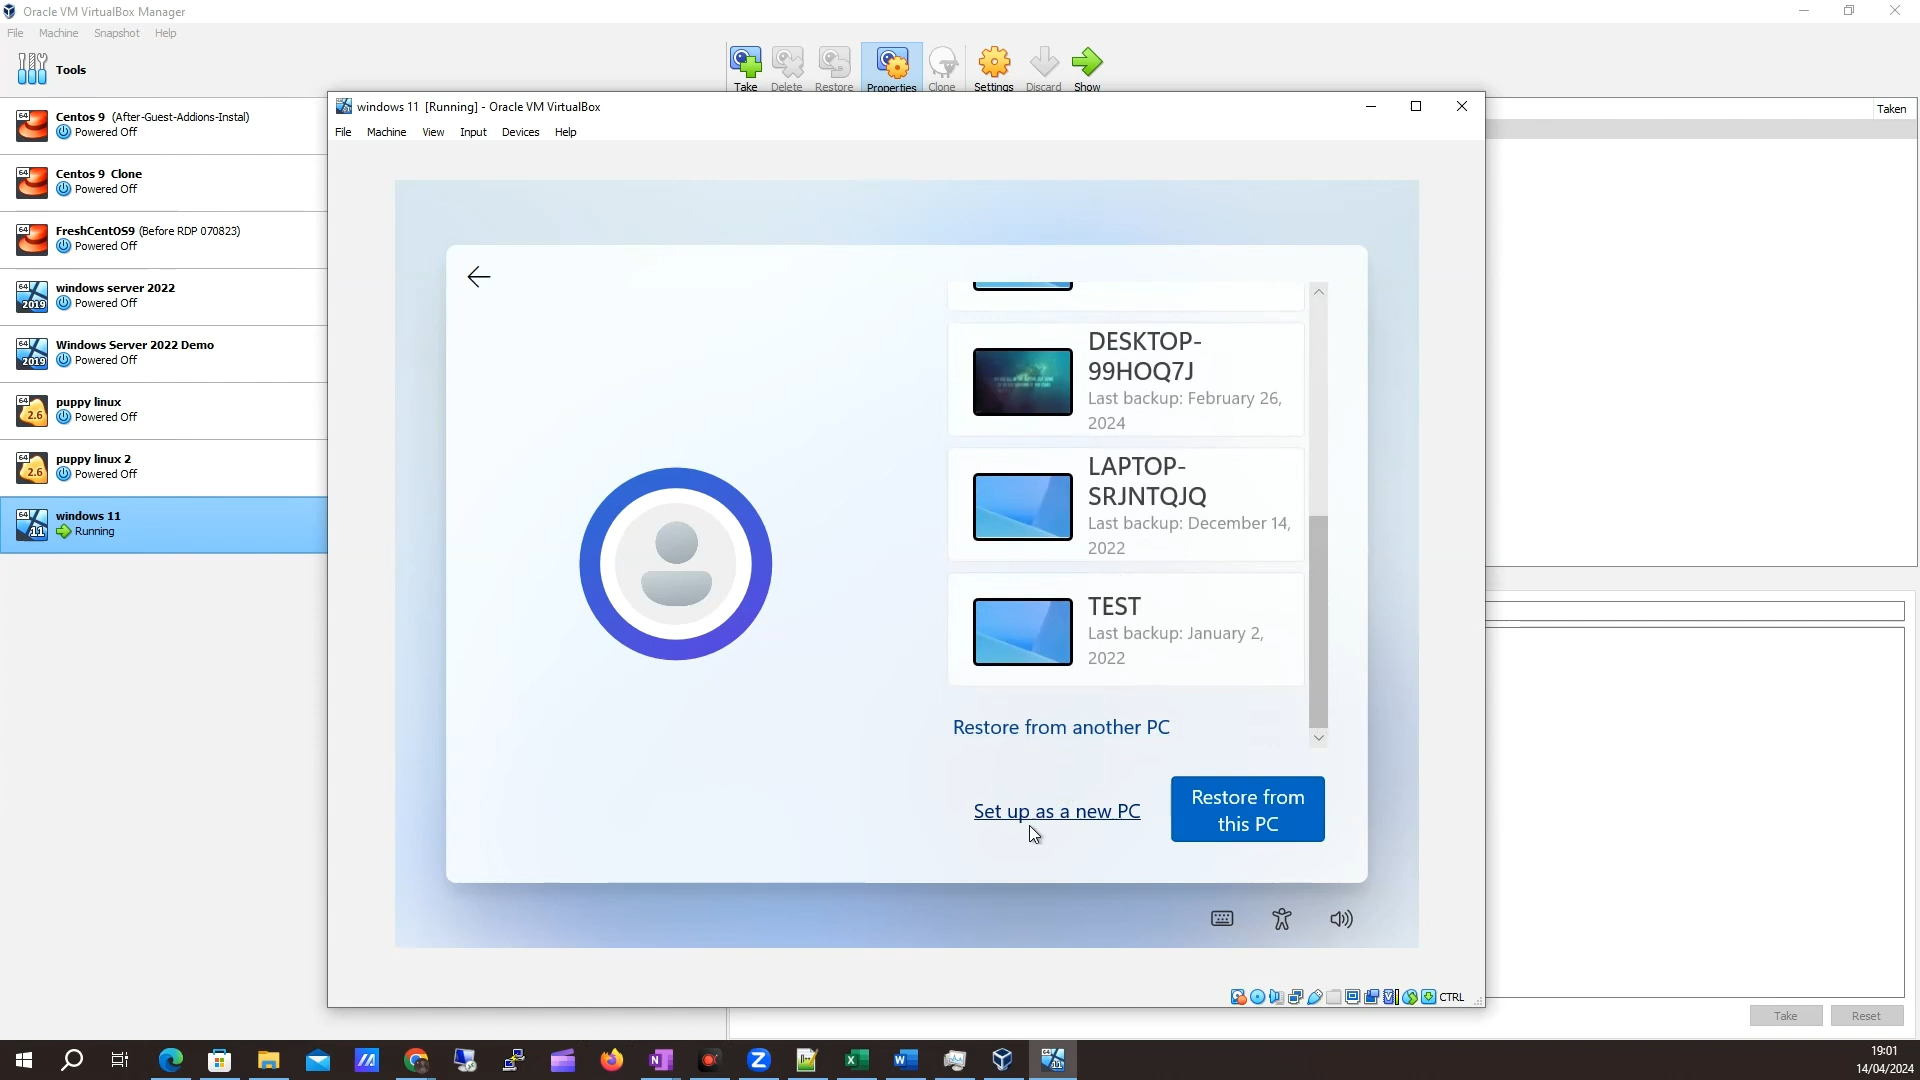 Oracle VM VirtualBox Manager
File Machine Snapshot Help
Tools
Take Delete Restore Properties Clone Settings Discard Show
Taken
Centos 9 (After-Guest-Addions-Instal)
Powered Off
Centos 9 Clone
Powered Off
FreshCentOS9 (Before RDP 070823)
Powered Off
windows server 2022
Powered Off
Windows Server 2022 Demo
Powered Off
puppy linux
Powered Off
puppy linux 2
Powered Off
windows 11
Running
windows 11 [Running] - Oracle VM VirtualBox
File Machine View Input Devices Help
DESKTOP-
99HOQ7J
Last backup: February 26,
2024
LAPTOP-
SRJNTQJQ
Last backup: December 14,
2022
TEST
Last backup: January 2,
2022
Restore from another PC
Set up as a new PC
Restore from
this PC
CTRL
Take Reset
19:01
14/04/2024